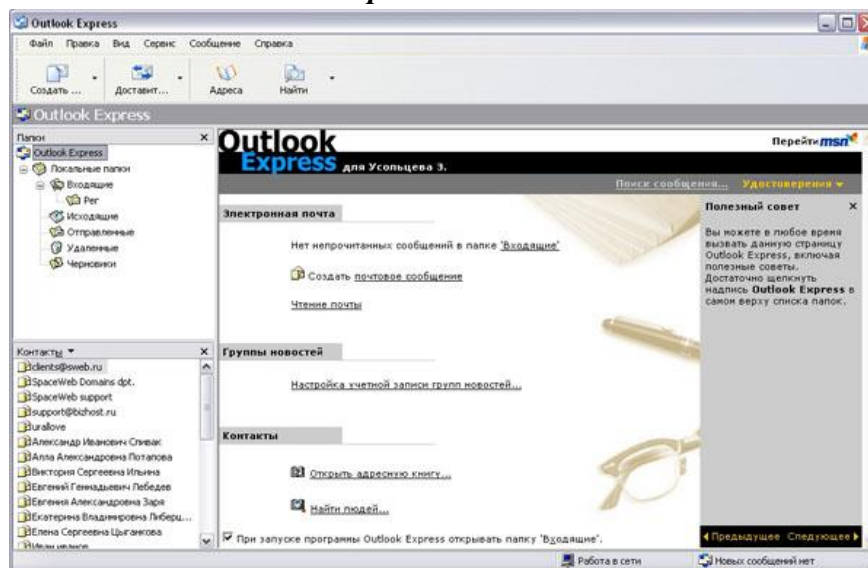 Outlook Express
Файл Правка Вид Сервис Сообщение Справка
Создать ... Доставит... Адреса Найти
Outlook Express
Папки
Outlook Express
Локальные папки
Входящие
Рег
Исходящие
Отправленные
Удаленные
Черновики
Контакты
clients@sweb.ru
SpaceWeb Domains dpt.
SpaceWeb support
support@bizhost.ru
uralove
Александр Иванович Спивак
Алла Александровна Потапова
Виктория Сергеевна Ильина
Евгений Геннадьевич Лебедев
Евгения Александровна Заря
Екатерина Владимировна Либерц...
Елена Сергеевна Цыганкова
Иван иванов
Outlook
Express для Усольцева З.
Перейти msn
Поиск сообщения... Удостоверения
Электронная почта
Нет непрочитанных сообщений в папке 'Входящие'
Создать почтовое сообщение
Чтение почты
Группы новостей
Настройка учетной записи групп новостей...
Контакты
Открыть адресную книгу...
Найти людей...
При запуске программы Outlook Express открывать папку 'Входящие'.
Полезный совет
Вы можете в любое время
вызвать данную страницу
Outlook Express, включая
полезные советы.
Достаточно щелкнуть
надпись Outlook Express в
самом верху списка папок.
Предыдущее Следующее
Работа в сети
Новых сообщений нет